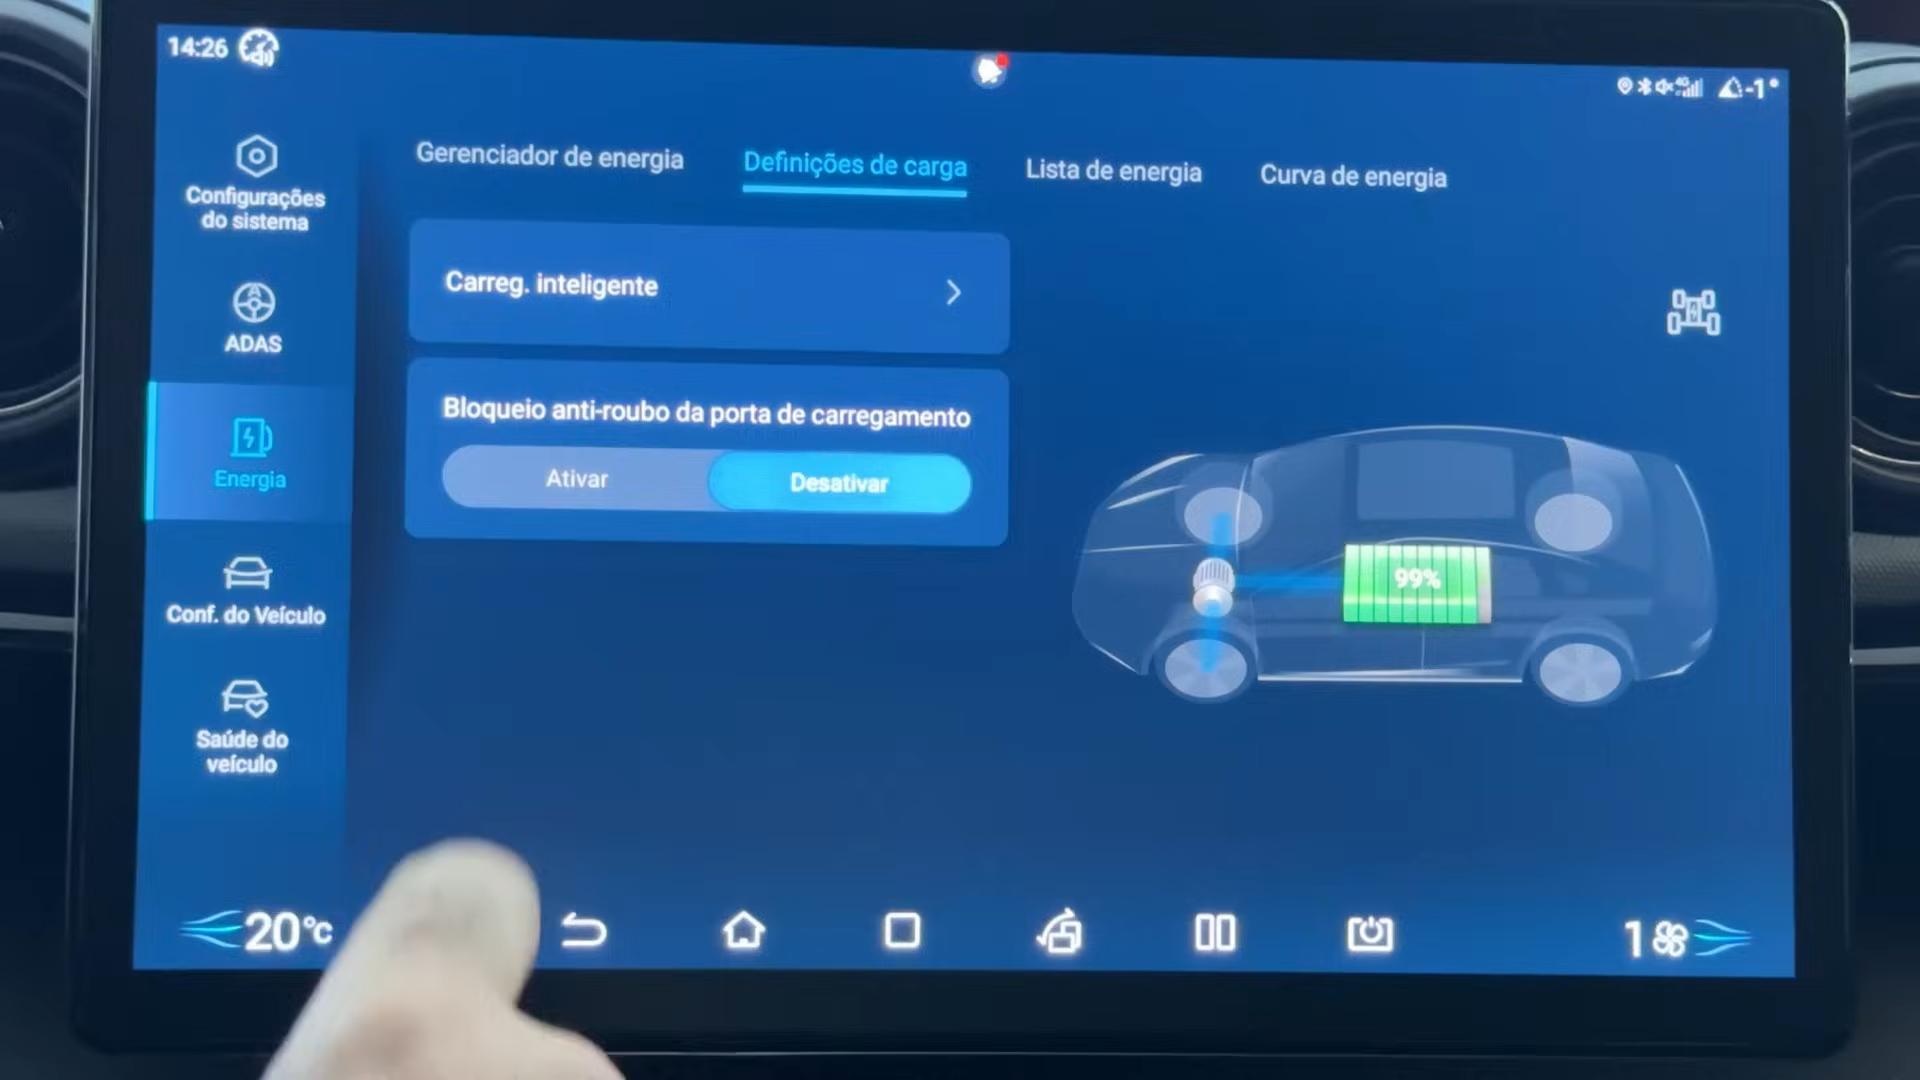 14:26
4G
-1°
Gerenciador de energia
Definições de carga
Lista de energia
Curva de energia
Configurações
do sistema
ADAS
Energia
Conf. do Veículo
Saúde do
veículo
Carreg. inteligente
Bloqueio anti-roubo da porta de carregamento
Ativar
Desativar
99%
20°C
1